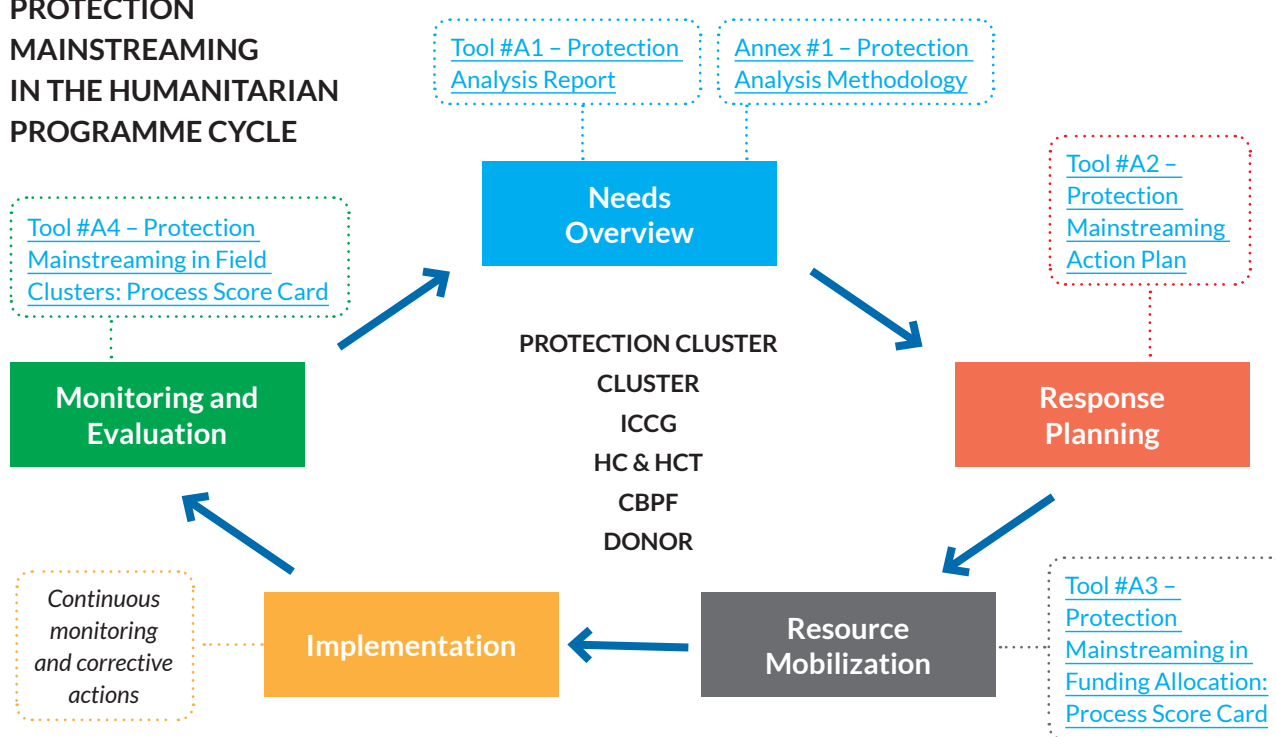 PROTECTION
MAINSTREAMING
IN THE HUMANITARIAN
PROGRAMME CYCLE
Tool #A1 – Protection
Analysis Report
Annex #1 – Protection
Analysis Methodology
Needs
Overview
Tool #A2 –
Protection
Mainstreaming
Action Plan
Response
Planning
Tool #A3 –
Protection
Mainstreaming in
Funding Allocation:
Process Score Card
Resource
Mobilization
Implementation
Continuous
monitoring
and corrective
actions
Tool #A4 – Protection
Mainstreaming in Field
Clusters: Process Score Card
Monitoring and
Evaluation
PROTECTION CLUSTER
CLUSTER
ICCG
HC & HCT
CBPF
DONOR